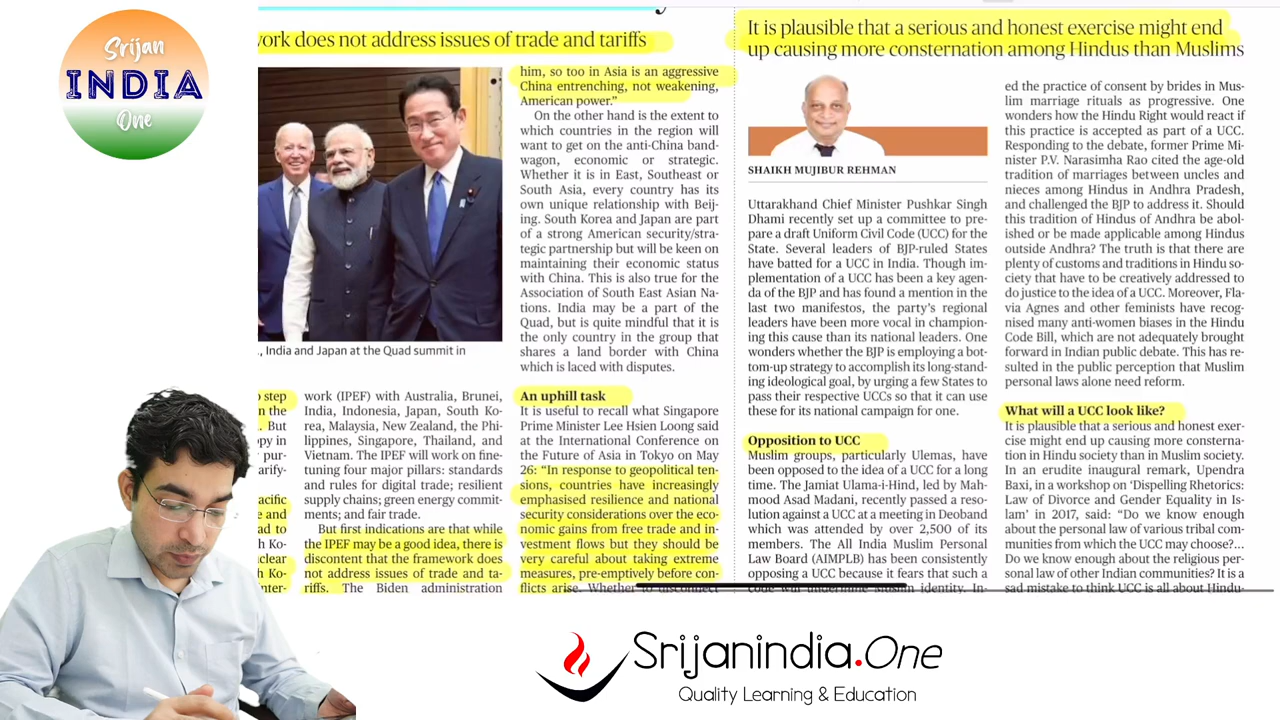 Srijan
INDIA
One
work does not address issues of trade and tariffs
., India and Japan at the Quad summit in
step
the
But
in
pur-
and
to
Ko-
Ko-
work (IPEF) with Australia, Brunei,
India, Indonesia, Japan, South Ko-
rea, Malaysia, New Zealand, the Phi-
lippines, Singapore, Thailand, and
Vietnam. The IPEF will work on fine-
tuning four major pillars: standards
and rules for digital trade; resilient
supply chains; green energy commit-
ments; and fair trade.
But first indications are that while
the IPEF may be a good idea, there is
discontent that the framework does
not address issues of trade and ta-
riffs. The Biden administration
him, so too in Asia is an aggressive
China entrenching, not weakening,
American power.”
On the other hand is the extent to
which countries in the region will
want to get on the anti-China band-
wagon, economic or strategic.
Whether it is in East, Southeast or
South Asia, every country has its
own unique relationship with Beij-
ing. South Korea and Japan are part
of a strong American security/stra-
tegic partnership but will be keen on
maintaining their economic status
with China. This is also true for the
Association of South East Asian Na-
tions. India may be a part of the
Quad, but is quite mindful that it is
the only country in the group that
shares a land border with China
which is laced with disputes.
An uphill task
It is useful to recall what Singapore
Prime Minister Lee Hsien Loong said
at the International Conference on
the Future of Asia in Tokyo on May
26: “In response to geopolitical ten-
sions, countries have increasingly
emphasised resilience and national
security considerations over the eco-
nomic gains from free trade and in-
vestment flows but they should be
very careful about taking extreme
measures, pre-emptively before con-
flicts arise. Whether to disconnect
It is plausible that a serious and honest exercise might end
up causing more consternation among Hindus than Muslims
SHAIKH MUJIBUR REHMAN
Uttarakhand Chief Minister Pushkar Singh
Dhami recently set up a committee to pre-
pare a draft Uniform Civil Code (UCC) for the
State. Several leaders of BJP-ruled States
have batted for a UCC in India. Though im-
plementation of a UCC has been a key agen-
da of the BJP and has found a mention in the
last two manifestos, the party’s regional
leaders have been more vocal in champion-
ing this cause than its national leaders. One
wonders whether the BJP is employing a bot-
tom-up strategy to accomplish its long-stand-
ing ideological goal, by urging a few States to
pass their respective UCCs so that it can use
these for its national campaign for one.
Opposition to UCC
Muslim groups, particularly Ulemas, have
been opposed to the idea of a UCC for a long
time. The Jamiat Ulama-i-Hind, led by Mah-
mood Asad Madani, recently passed a reso-
lution against a UCC at a meeting in Deoband
which was attended by over 2,500 of its
members. The All India Muslim Personal
Law Board (AIMPLB) has been consistently
opposing a UCC because it fears that such a
code will undermine Muslim identity. In-
ed the practice of consent by brides in Mus-
lim marriage rituals as progressive. One
wonders how the Hindu Right would react if
this practice is accepted as part of a UCC.
Responding to the debate, former Prime Mi-
nister P.V. Narasimha Rao cited the age-old
tradition of marriages between uncles and
nieces among Hindus in Andhra Pradesh,
and challenged the BJP to address it. Should
this tradition of Hindus of Andhra be abol-
ished or be made applicable among Hindus
outside Andhra? The truth is that there are
plenty of customs and traditions in Hindu so-
ciety that have to be creatively addressed to
do justice to the idea of a UCC. Moreover, Fla-
via Agnes and other feminists have recog-
nised many anti-women biases in the Hindu
Code Bill, which are not adequately brought
forward in Indian public debate. This has re-
sulted in the public perception that Muslim
personal laws alone need reform.
What will a UCC look like?
It is plausible that a serious and honest exer-
cise might end up causing more consterna-
tion in Hindu society than in Muslim society.
In an erudite inaugural remark, Upendra
Baxi, in a workshop on ‘Dispelling Rhetorics:
Law of Divorce and Gender Equality in Is-
lam’ in 2017, said: “Do we know enough
about the personal law of various tribal com-
munities from which the UCC may choose?...
Do we know enough about the religious per-
sonal law of other Indian communities? It is a
sad mistake to think UCC is all about Hindu-
Srijanindia.One
Quality Learning & Education